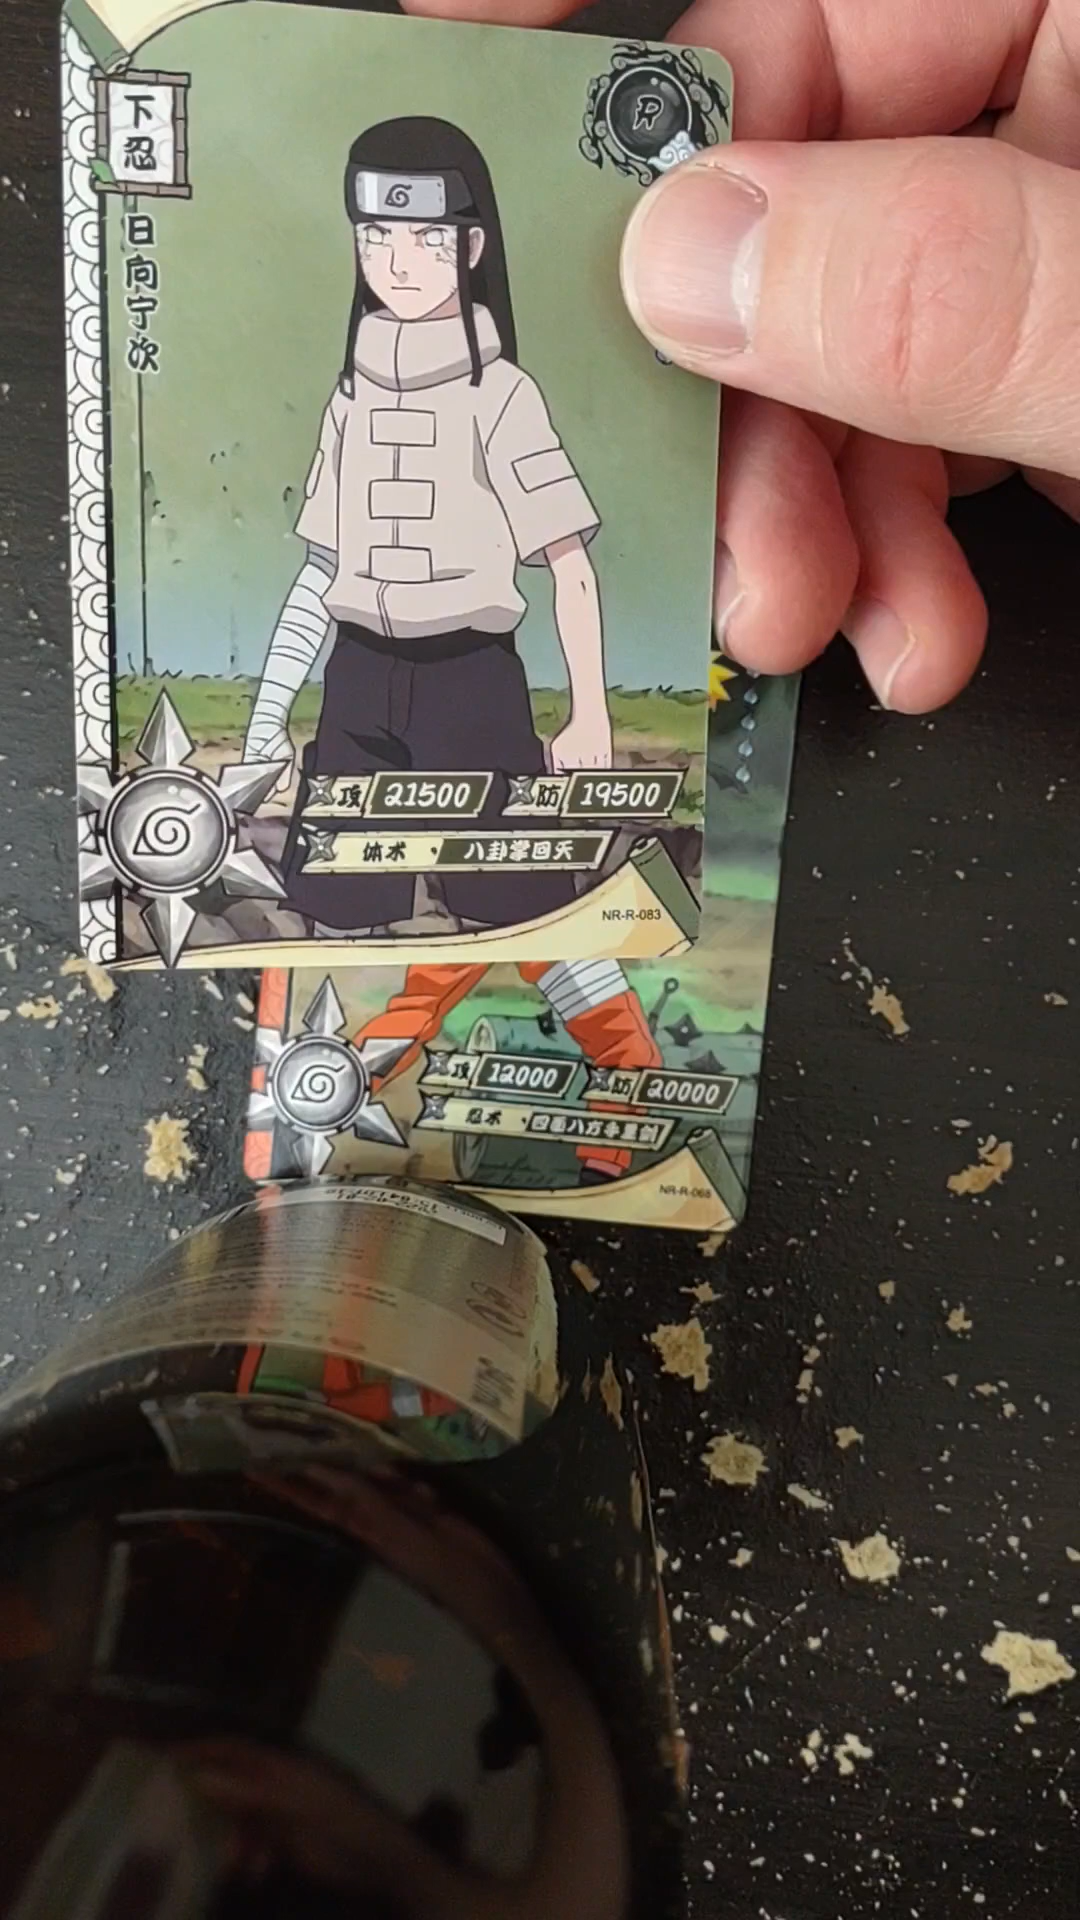 下忍
R
日向宁次
攻 21500 防 19500
体术 · 八卦掌回天
NR-R-083
攻 12000 防 20000
忍术 · 四面八方手里剑
NR-R-068